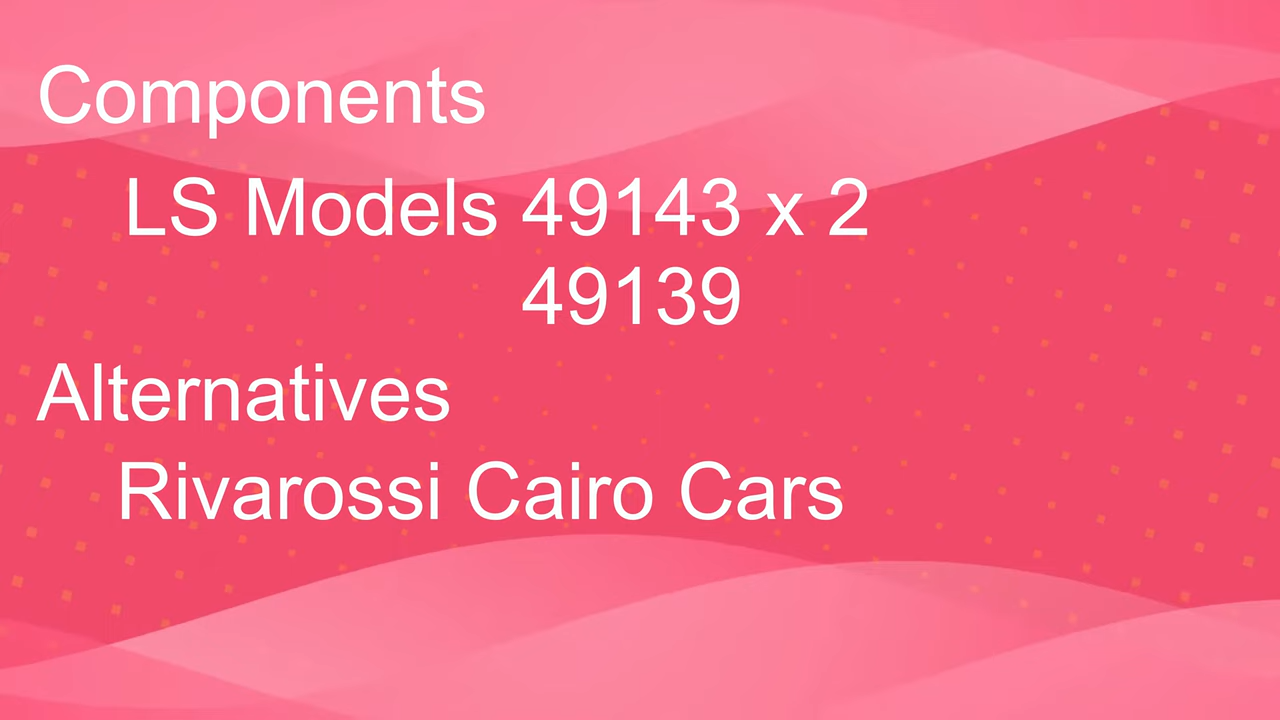 Components
LS Models 49143 x 2
49139
Alternatives
Rivarossi Cairo Cars